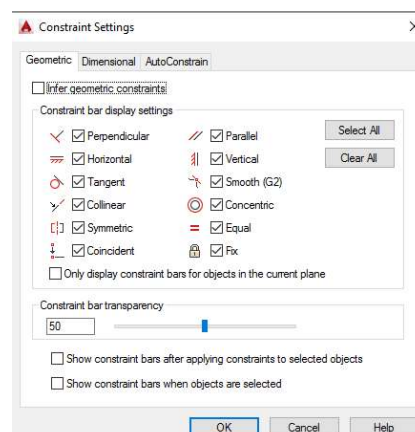 Constraint Settings
Geometric Dimensional AutoConstrain
Infer geometric constraints
Constraint bar display settings
Perpendicular Parallel Select All
Horizontal Vertical Clear All
Tangent Smooth (G2)
Collinear Concentric
Symmetric Equal
Coincident Fix
Only display constraint bars for objects in the current plane
Constraint bar transparency
50
Show constraint bars after applying constraints to selected objects
Show constraint bars when objects are selected
OK Cancel Help